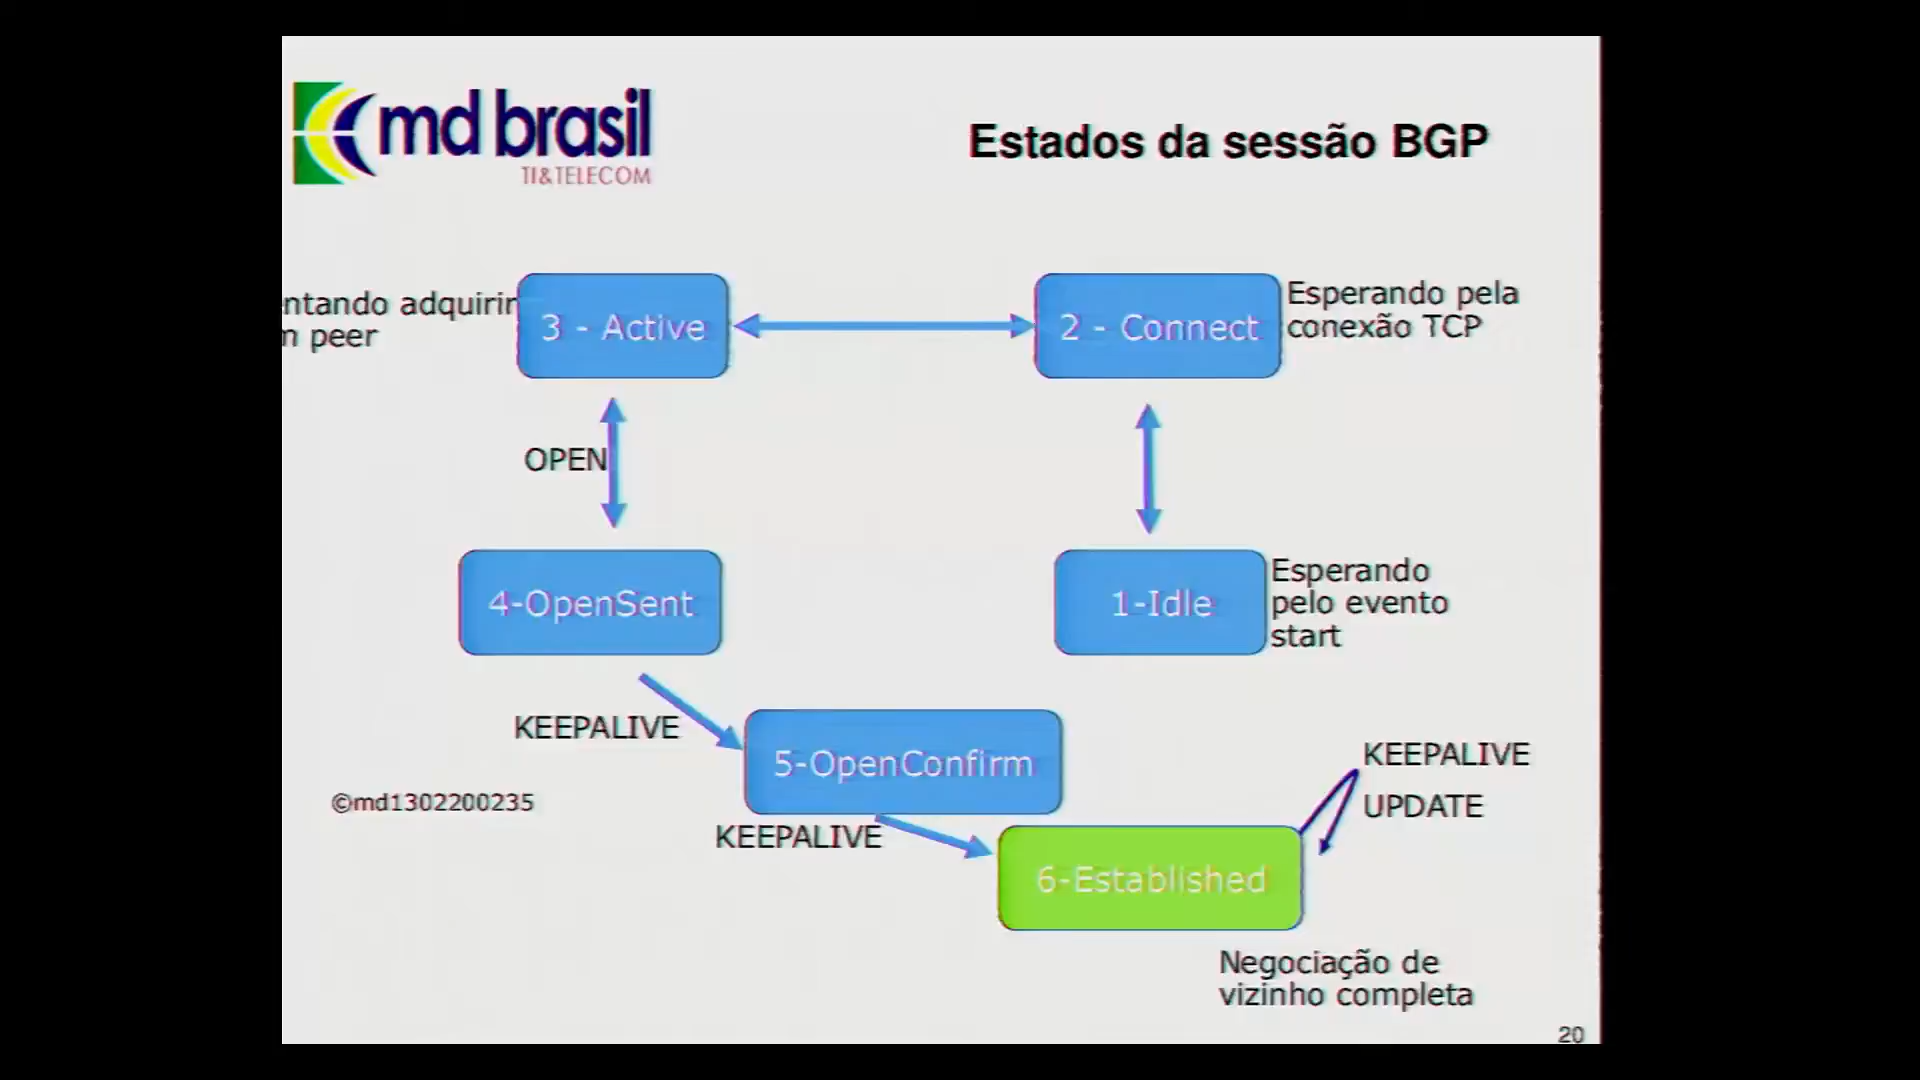 md brasil
TI&TELECOM
Estados da sessão BGP
entando adquirir
m peer
3 - Active
2 - Connect
Esperando pela
conexão TCP
OPEN
4-OpenSent
1-Idle
Esperando
pelo evento
start
KEEPALIVE
5-OpenConfirm
KEEPALIVE
UPDATE
©md1302200235
KEEPALIVE
6-Established
Negociação de
vizinho completa
20